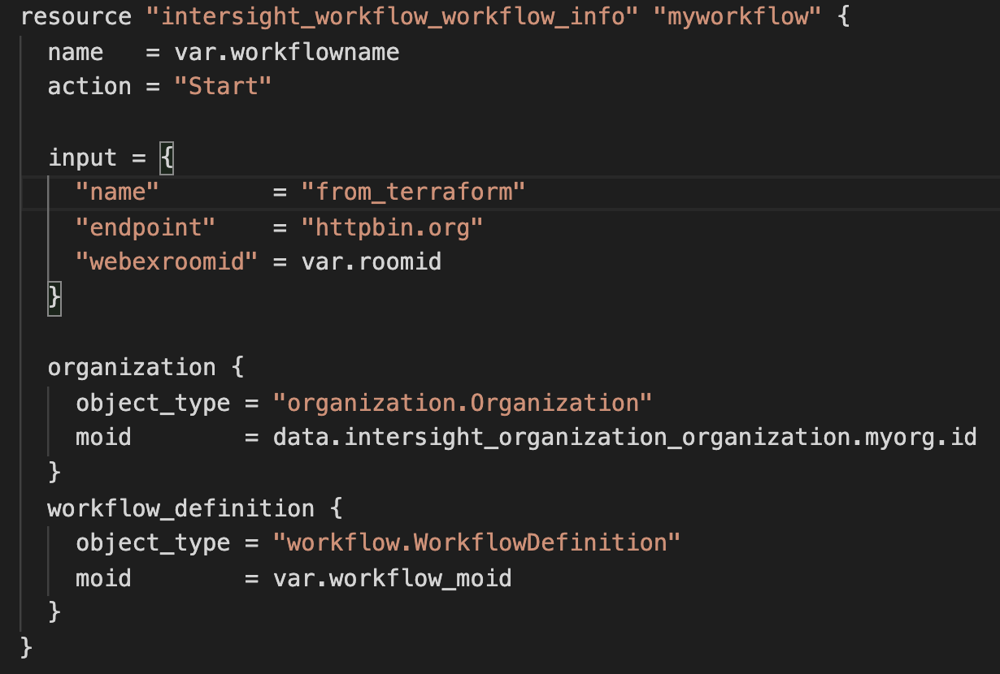 resource "intersight_workflow_workflow_info" "myworkflow" {
  name   = var.workflowname
  action = "Start"

  input = {
    "name"        = "from_terraform"
    "endpoint"    = "httpbin.org"
    "webexroomid" = var.roomid
  }

  organization {
    object_type = "organization.Organization"
    moid        = data.intersight_organization_organization.myorg.id
  }
  workflow_definition {
    object_type = "workflow.WorkflowDefinition"
    moid        = var.workflow_moid
  }
}